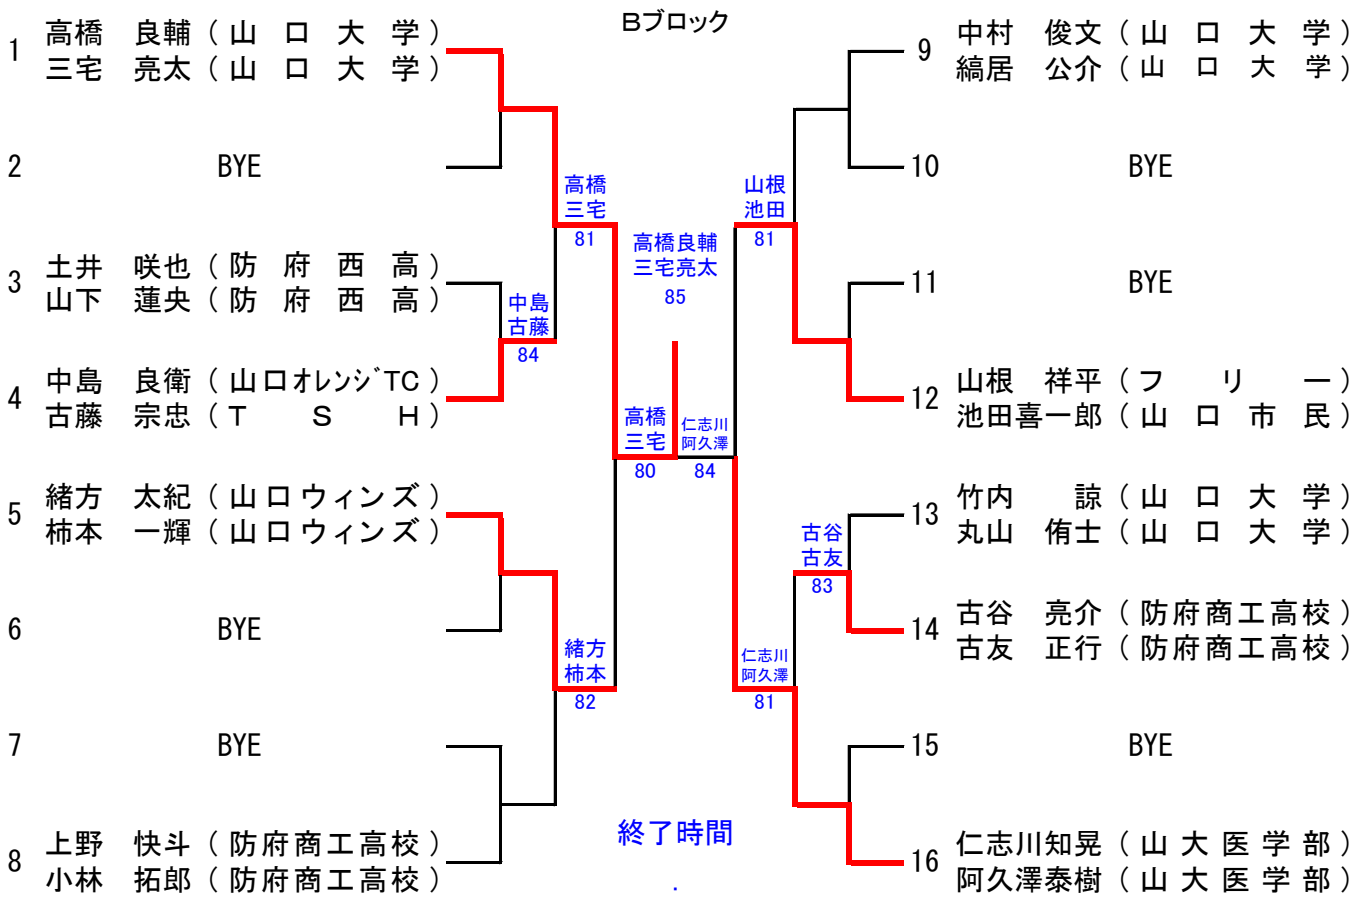 Bブロック
1 高橋 良輔 ( 山 口 大 学 )
三宅 亮太 ( 山 口 大 学 )
2 BYE
3 土井 咲也 ( 防 府 西 高 )
山下 蓮央 ( 防 府 西 高 )
4 中島 良衛 ( 山口オレンジTC )
古藤 宗忠 ( T S H )
5 緒方 太紀 ( 山口ウィンズ )
柿本 一輝 ( 山口ウィンズ )
6 BYE
7 BYE
8 上野 快斗 ( 防府商工高校 )
小林 拓郎 ( 防府商工高校 )
中島
古藤
84
高橋
三宅
81
緒方
柿本
82
高橋
三宅
80
高橋良輔
三宅亮太
85
仁志川
阿久澤
84
山根
池田
81
仁志川
阿久澤
81
古谷
古友
83
終了時間
.
9 中村 俊文 ( 山 口 大 学 )
縞居 公介 ( 山 口 大 学 )
10 BYE
11 BYE
12 山根 祥平 ( フ リ ー )
池田喜一郎 ( 山 口 市 民 )
13 竹内 諒 ( 山 口 大 学 )
丸山 侑士 ( 山 口 大 学 )
14 古谷 亮介 ( 防府商工高校 )
古友 正行 ( 防府商工高校 )
15 BYE
16 仁志川知晃 ( 山 大 医 学 部 )
阿久澤泰樹 ( 山 大 医 学 部 )